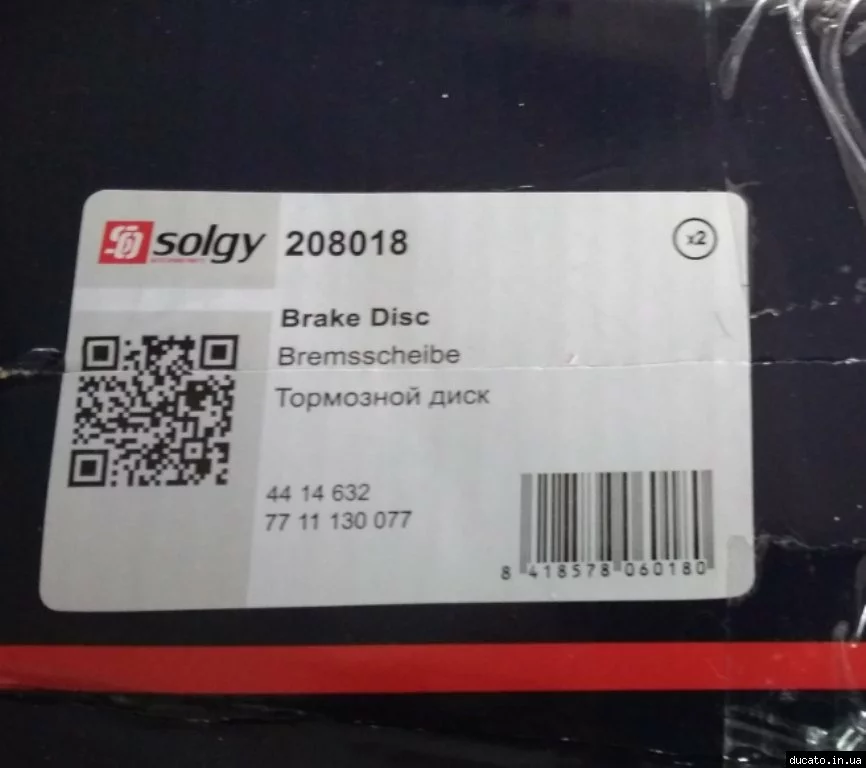 solgy 208018
x2
Brake Disc
Bremsscheibe
Тормозной диск
44 14 632
77 11 130 077
8 418578 060180
ducato.in.ua